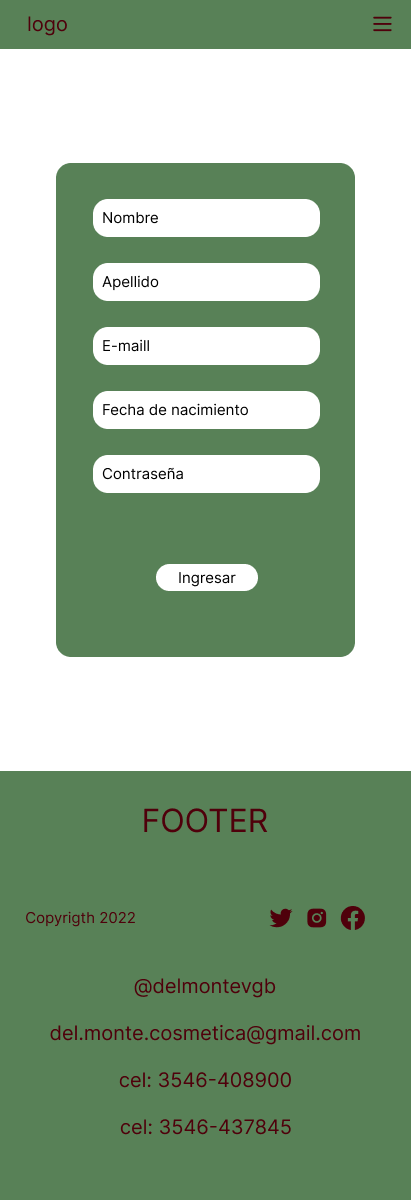 logo
Nombre
Apellido
E-maill
Fecha de nacimiento
Contraseña
Ingresar
FOOTER
Copyrigth 2022
@delmontevgb
del.monte.cosmetica@gmail.com
cel: 3546-408900
cel: 3546-437845